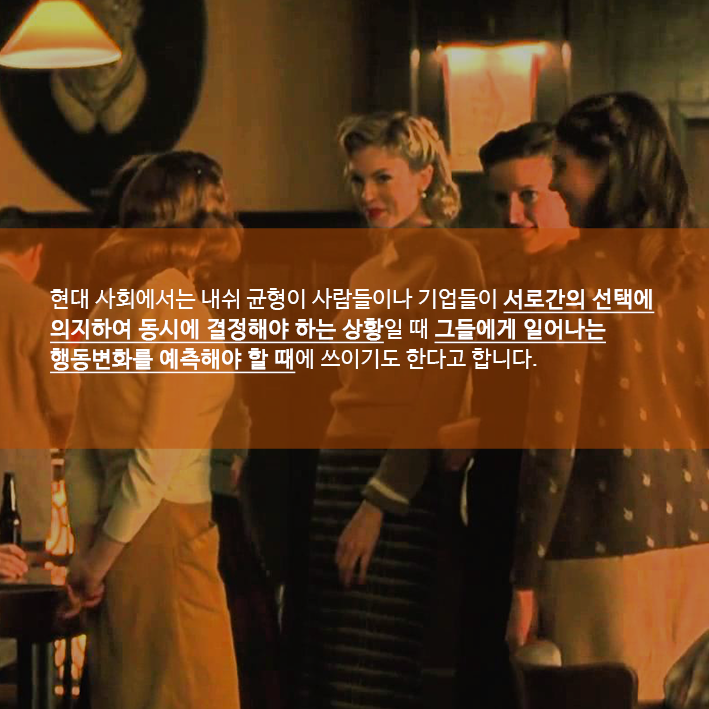 현대 사회에서는 내쉬 균형이 사람들이나 기업들이 서로간의 선택에
의지하여 동시에 결정해야 하는 상황일 때 그들에게 일어나는
행동변화를 예측해야 할 때에 쓰이기도 한다고 합니다.